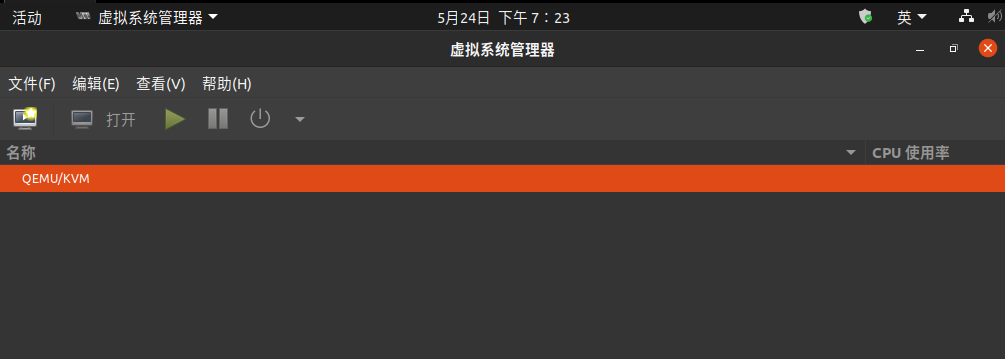 活动 虚拟系统管理器 5月24日 下午 7：23 英
虚拟系统管理器
文件(F) 编辑(E) 查看(V) 帮助(H)
打开
名称 CPU 使用率
QEMU/KVM